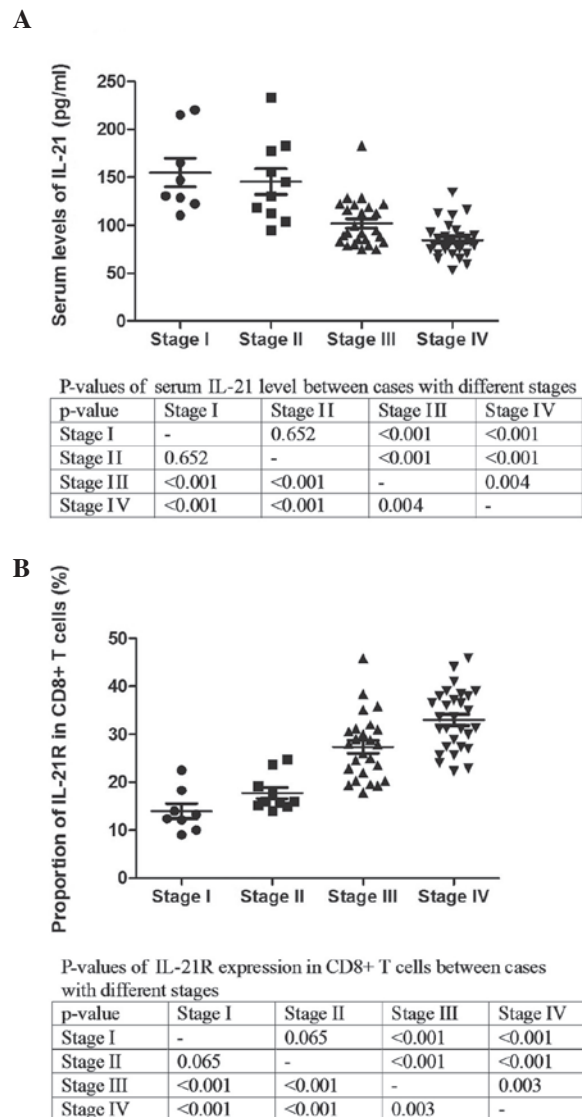 A
Serum levels of IL-21 (pg/ml)
250
200
150
100
50
0
Stage I Stage II Stage III Stage IV
P-values of serum IL-21 level between cases with different stages
p-value Stage I Stage II Stage III Stage IV
Stage I - 0.652 <0.001 <0.001
Stage II 0.652 - <0.001 <0.001
Stage III <0.001 <0.001 - 0.004
Stage IV <0.001 <0.001 0.004 -
B
Proportion of IL-21R in CD8+ T cells (%)
50
40
30
20
10
0
Stage I Stage II Stage III Stage IV
P-values of IL-21R expression in CD8+ T cells between cases
with different stages
p-value Stage I Stage II Stage III Stage IV
Stage I - 0.065 <0.001 <0.001
Stage II 0.065 - <0.001 <0.001
Stage III <0.001 <0.001 - 0.003
Stage IV <0.001 <0.001 0.003 -